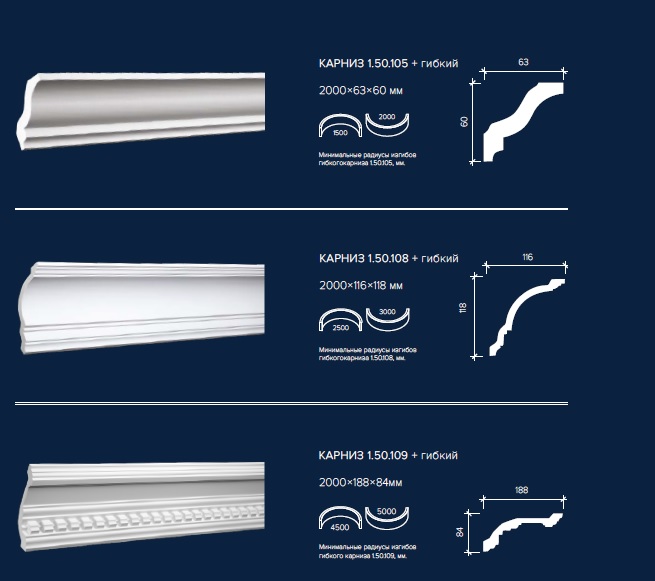 КАРНИЗ 1.50.105 + гибкий
2000×63×60 мм
1500
2000
Минимальные радиусы изгибов
гибкогокарниза 1.50.105, мм.
63
60
КАРНИЗ 1.50.108 + гибкий
2000×116×118 мм
2500
3000
Минимальные радиусы изгибов
гибкогокарниза 1.50.108, мм.
116
118
КАРНИЗ 1.50.109 + гибкий
2000×188×84мм
4500
5000
Минимальные радиусы изгибов
гибкого карниза 1.50.109, мм.
188
84